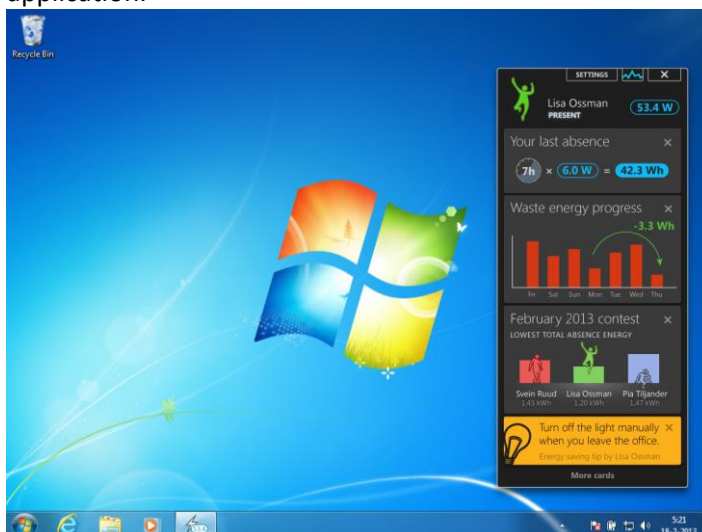 application.
Recycle Bin
SETTINGS
Lisa Ossman
PRESENT
53.4 W
Your last absence
7h × 6.0 W = 42.3 Wh
Waste energy progress
-3.3 Wh
Fri Sat Sun Mon Tue Wed Thu
February 2013 contest
LOWEST TOTAL ABSENCE ENERGY
Svein Ruud Lisa Ossman Pia Tiljander
1.43 kWh 1.20 kWh 1.47 kWh
Turn off the light manually
when you leave the office.
Energy saving tip by Lisa Ossman
More cards
5:21
18-2-2013